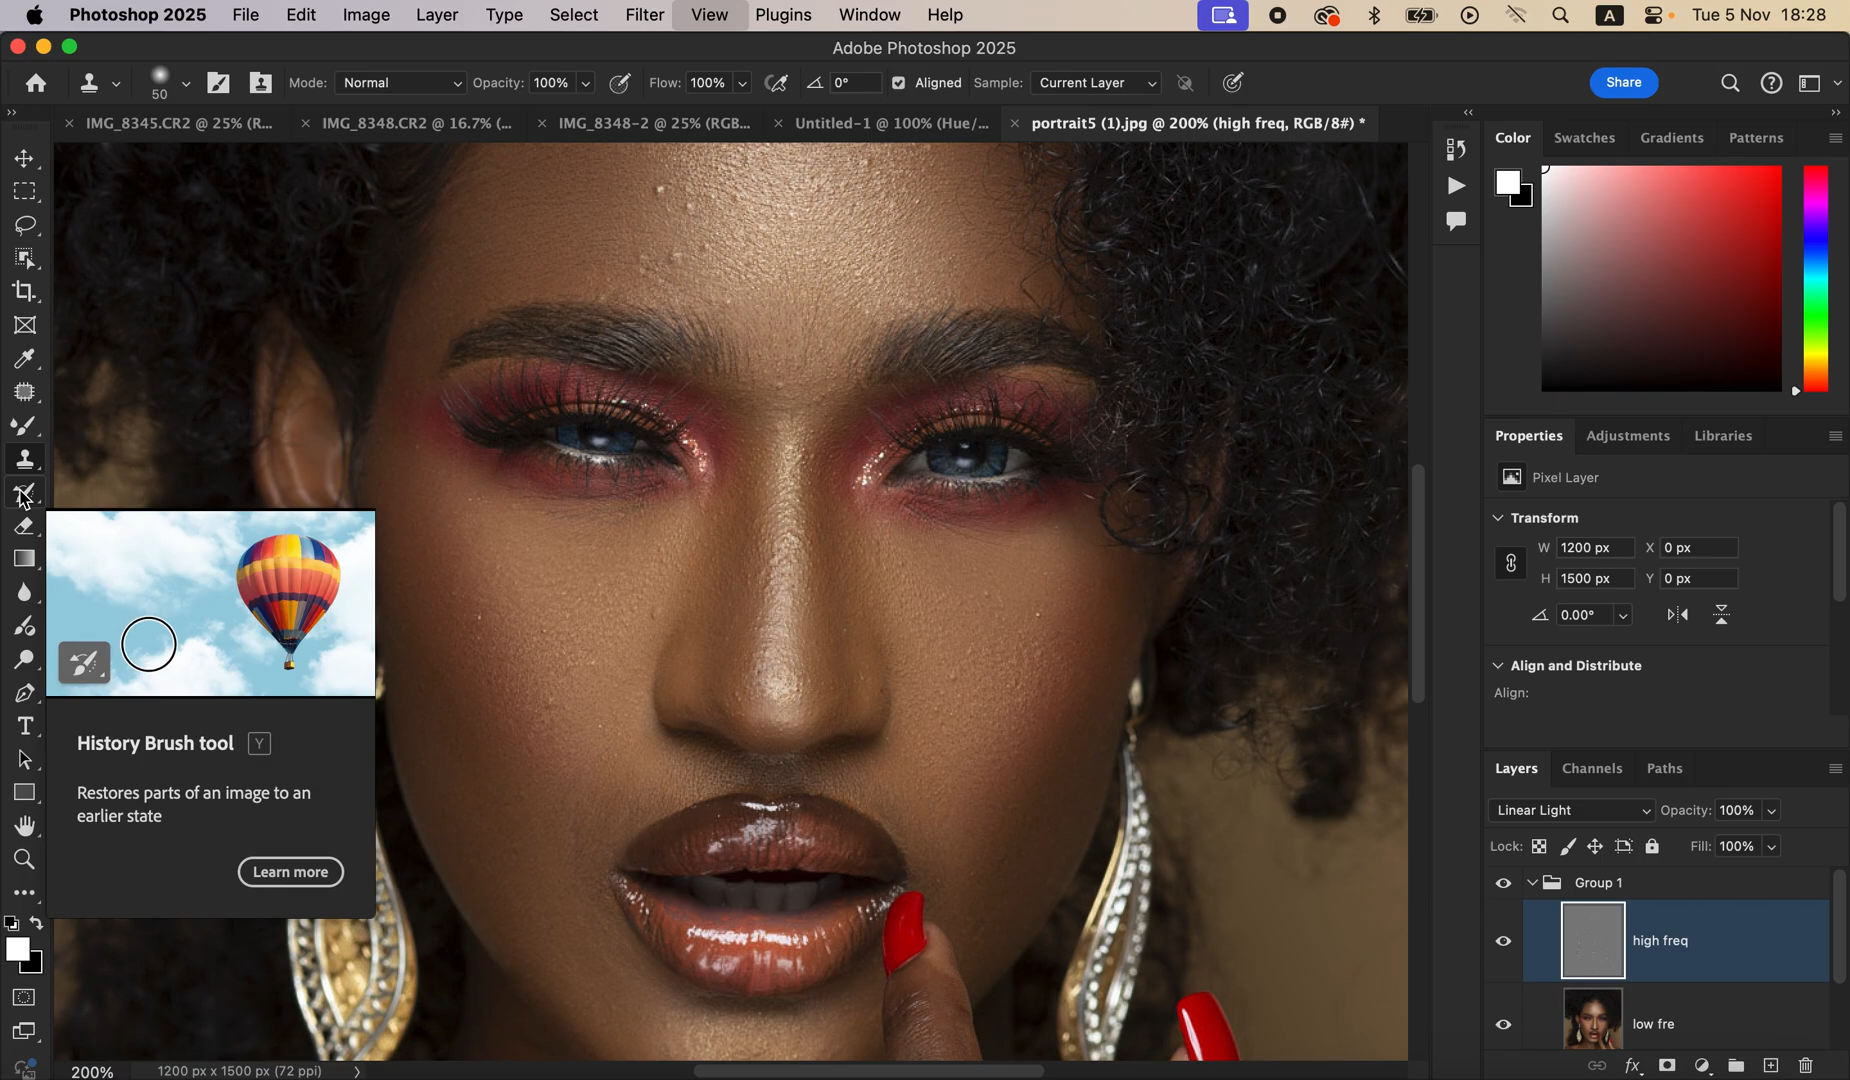 Photoshop 2025 File Edit Image Layer Type Select Filter View Plugins Window Help A Tue 5 Nov 18:28
Adobe Photoshop 2025
50 Mode: Normal Opacity: 100% Flow: 100% 0° Aligned Sample: Current Layer Share
IMG_8345.CR2 @ 25% (R... IMG_8348.CR2 @ 16.7% (... IMG_8348-2 @ 25% (RGB... Untitled-1 @ 100% (Hue/... portrait5 (1).jpg @ 200% (high freq, RGB/8#) *
Color Swatches Gradients Patterns
Properties Adjustments Libraries
Pixel Layer
Transform
W 1200 px X 0 px
H 1500 px Y 0 px
0.00°
Align and Distribute
Align:
History Brush tool Y
Restores parts of an image to an
earlier state
Learn more
Layers Channels Paths
Linear Light Opacity: 100%
Lock: Fill: 100%
Group 1
high freq
low fre
fx
200% 1200 px x 1500 px (72 ppi)